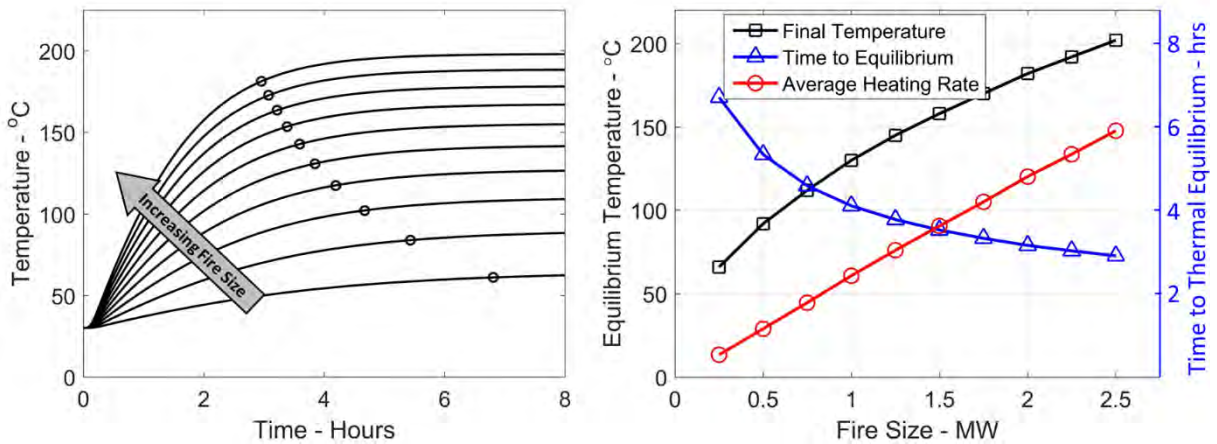 200
150
100
50
0
Temperature - °C
Increasing Fire Size
0 2 4 6 8
Time - Hours
Final Temperature
Time to Equilibrium
Average Heating Rate
200
150
100
50
0
Equilibrium Temperature - °C
8
6
4
2
Time to Thermal Equilibrium - hrs
0 0.5 1 1.5 2 2.5
Fire Size - MW